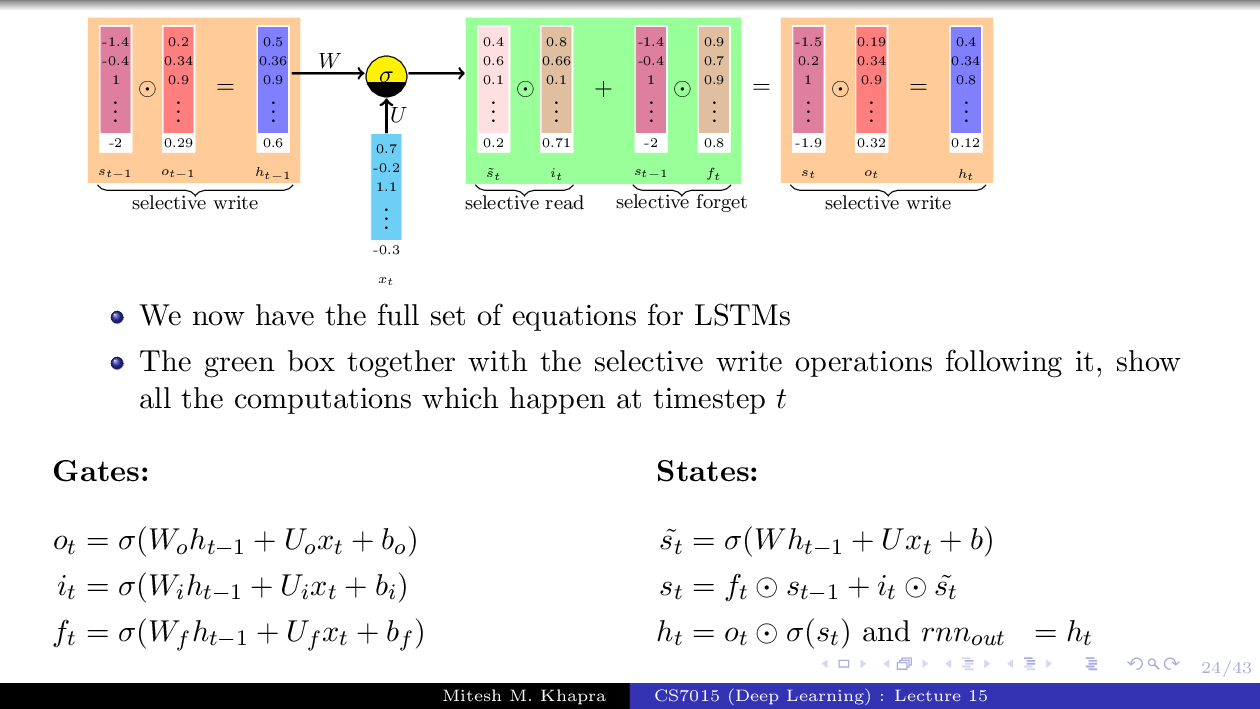 -1.4 0.2 0.5 0.4 0.8 -1.4 0.9 -1.5 0.19 0.4
-0.4 0.34 0.36 W 0.6 0.66 -0.4 0.7 0.2 0.34 0.34
1 ⊙ 0.9 = 0.9 σ 0.1 ⊙ 0.1 + 1 ⊙ 0.9 = 1 ⊙ 0.9 = 0.8
⋮ ⋮ ⋮ U ⋮ ⋮ ⋮ ⋮ ⋮ ⋮ ⋮
-2 0.29 0.6 0.2 0.71 -2 0.8 -1.9 0.32 0.12
s_{t−1} o_{t−1} h_{t−1} s̃_t i_t s_{t−1} f_t s_t o_t h_t
selective write selective read selective forget selective write
0.7
-0.2
1.1
⋮
-0.3
x_t
We now have the full set of equations for LSTMs
The green box together with the selective write operations following it, show
all the computations which happen at timestep t
Gates:
o_t = σ(W_o h_{t−1} + U_o x_t + b_o)
i_t = σ(W_i h_{t−1} + U_i x_t + b_i)
f_t = σ(W_f h_{t−1} + U_f x_t + b_f)
States:
s̃_t = σ(W h_{t−1} + U x_t + b)
s_t = f_t ⊙ s_{t−1} + i_t ⊙ s̃_t
h_t = o_t ⊙ σ(s_t) and rnn_{out} = h_t
24/43
Mitesh M. Khapra CS7015 (Deep Learning) : Lecture 15